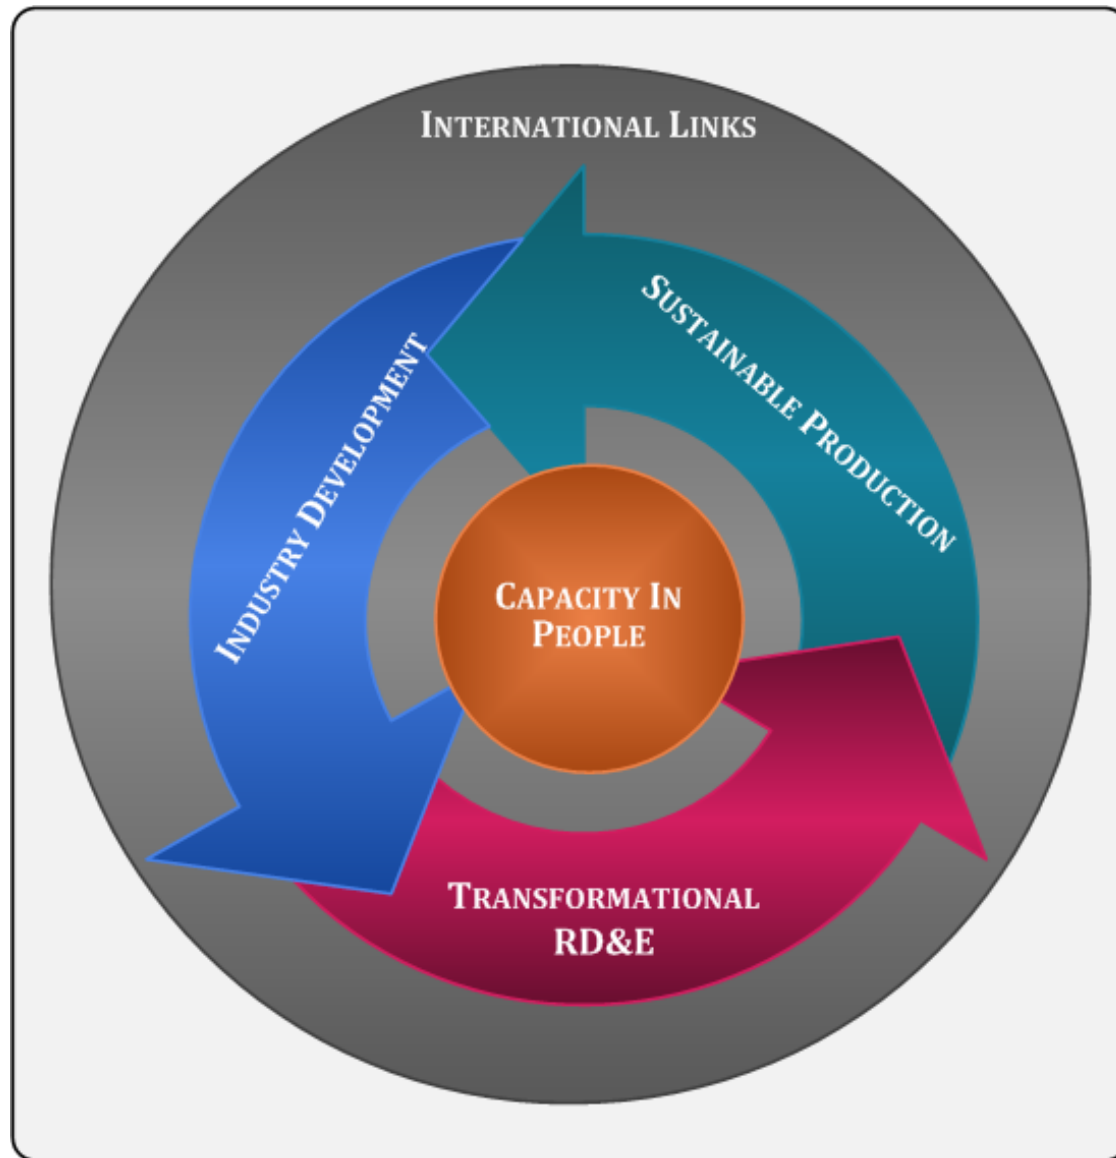 INTERNATIONAL LINKS
SUSTAINABLE PRODUCTION
INDUSTRY DEVELOPMENT
CAPACITY IN
PEOPLE
TRANSFORMATIONAL
RD&E